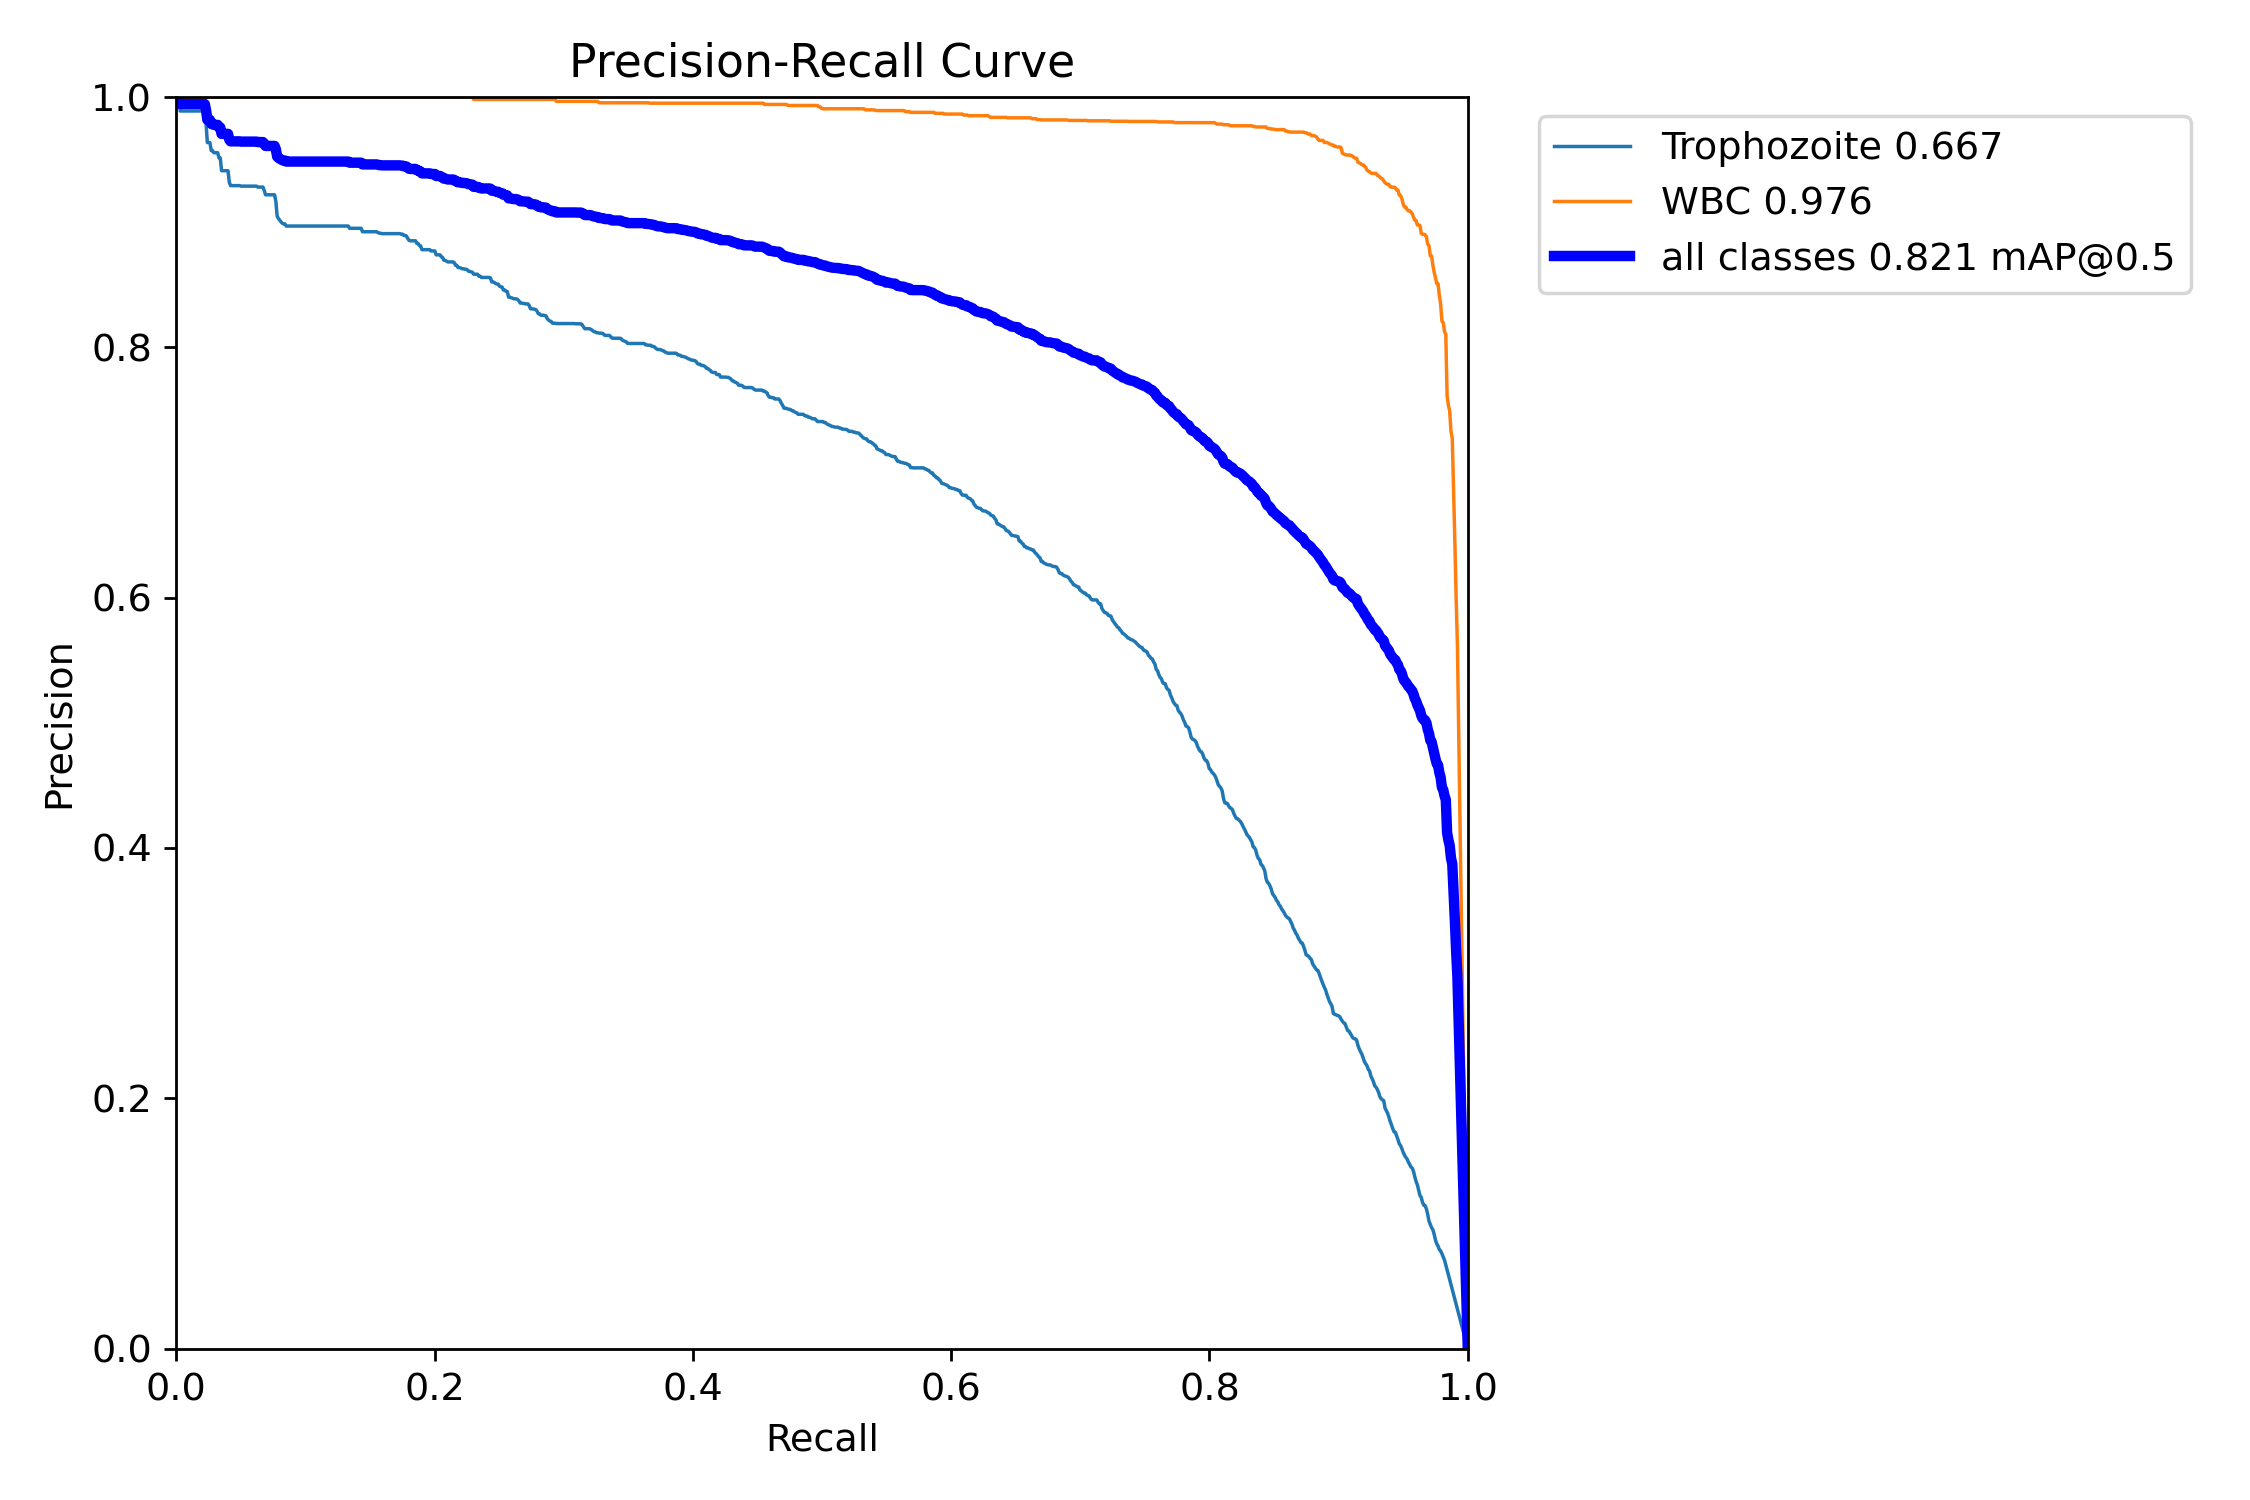 Precision-Recall Curve
Trophozoite 0.667
WBC 0.976
all classes 0.821 mAP@0.5
Precision
1.0
0.8
0.6
0.4
0.2
0.0
0.0 0.2 0.4 0.6 0.8 1.0
Recall